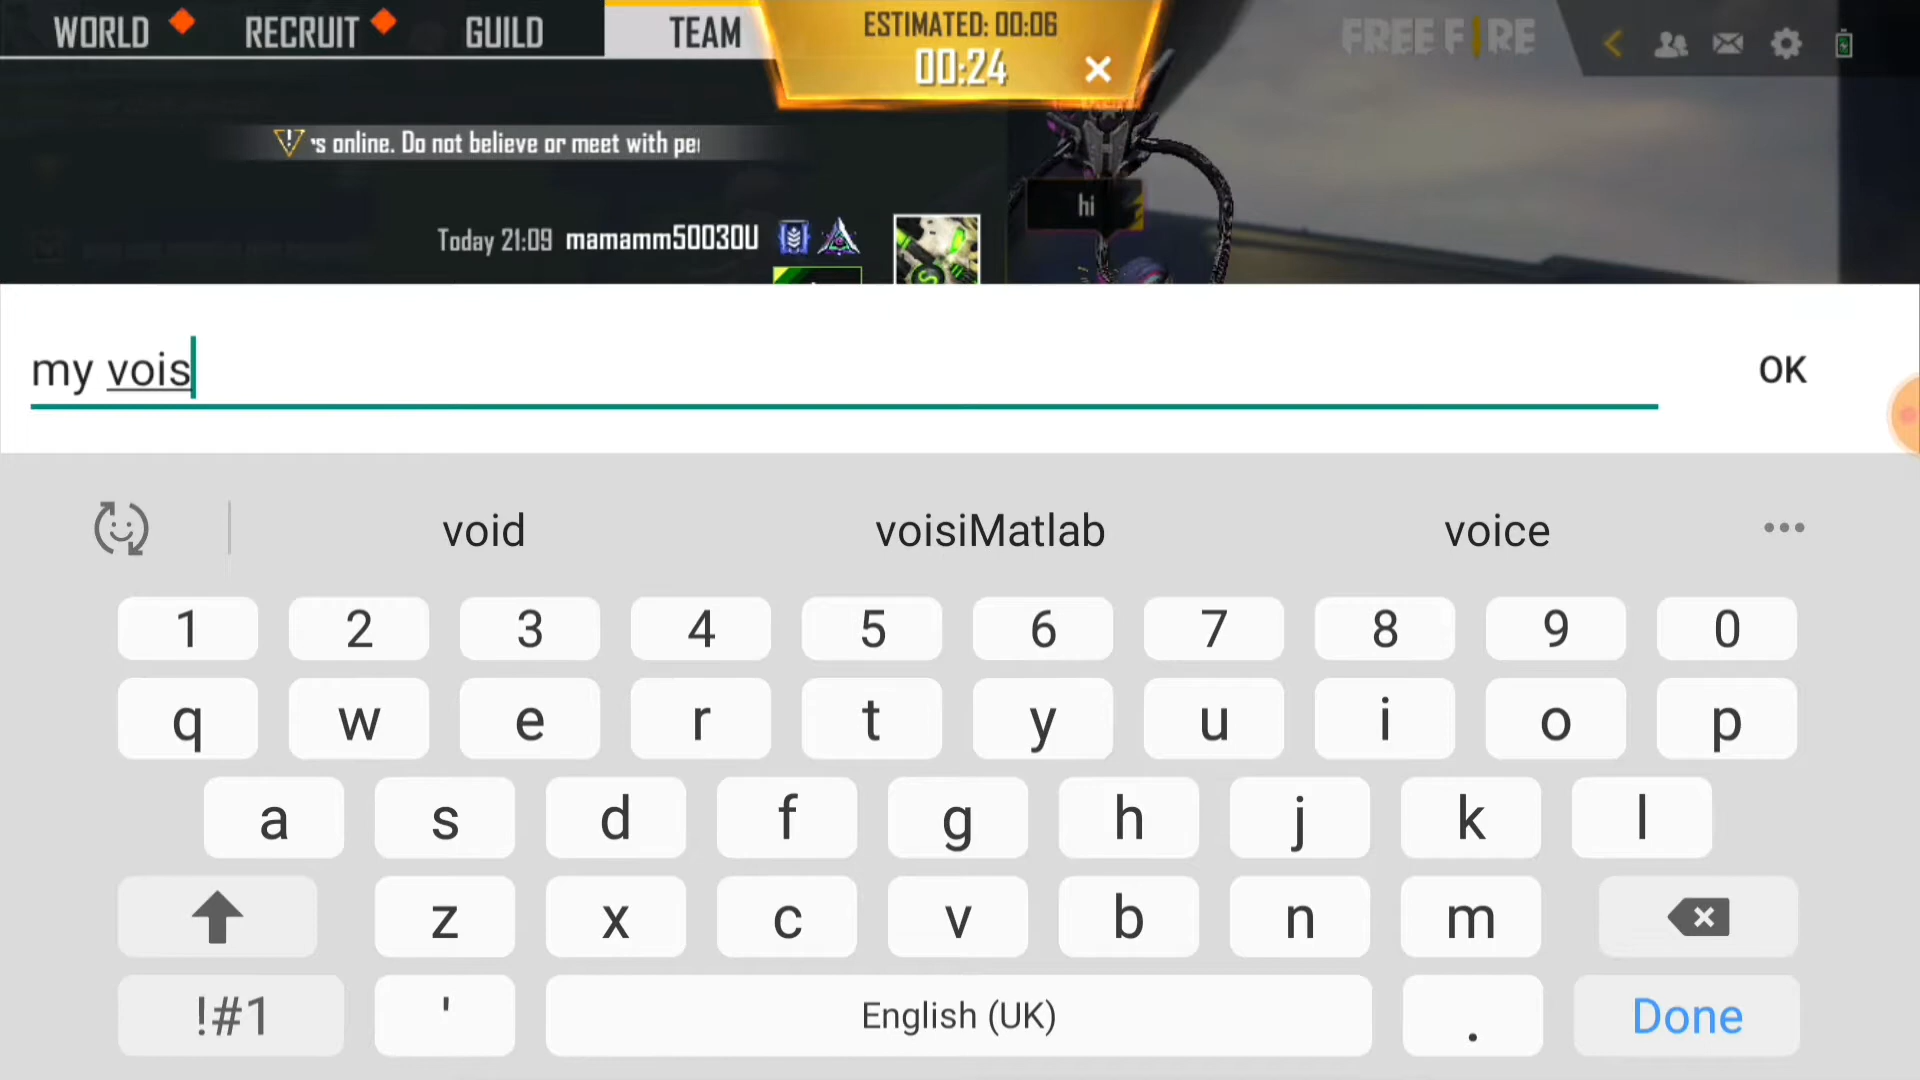 WORLD RECRUIT GUILD TEAM
ESTIMATED: 00:06
00:24
FREE FIRE
's online. Do not believe or meet with
hi
Today 21:09 mamamm50030U
my vois
OK
void voisiMatlab voice
1 2 3 4 5 6 7 8 9 0
q w e r t y u i o p
a s d f g h j k l
z x c v b n m
!#1 ' English (UK) . Done